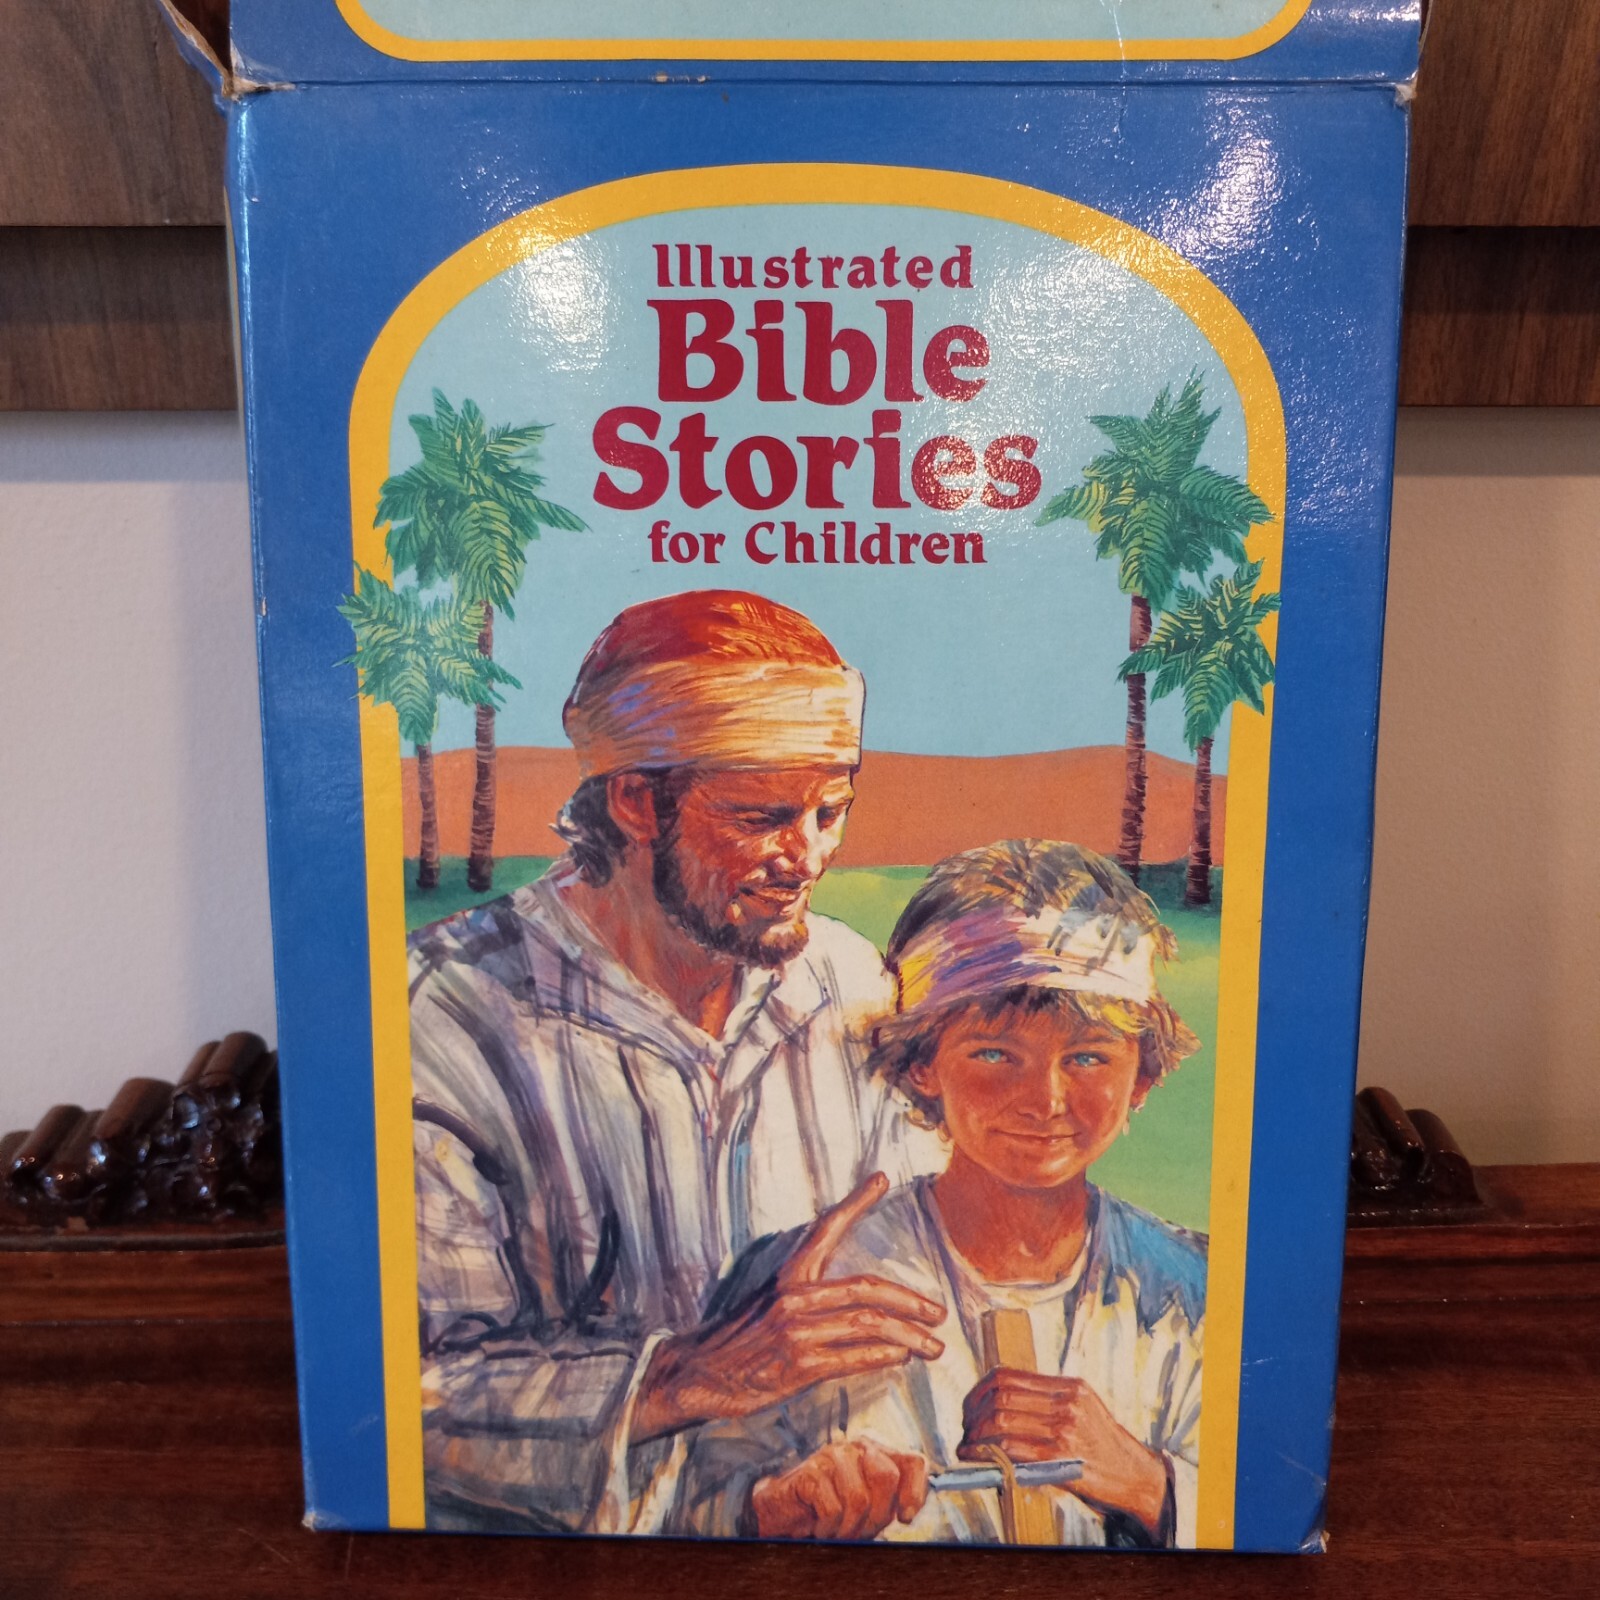 Illustrated
Bible
Stories
for Children